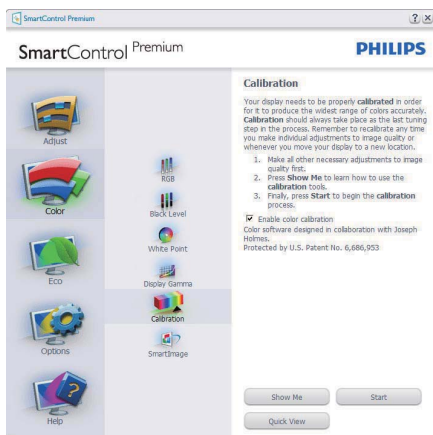 SmartControl Premium
? X
SmartControl Premium
PHILIPS
Adjust
Color
Eco
Options
Help
RGB
Black Level
White Point
Display Gamma
Calibration
SmartImage
Calibration
Your display needs to be properly calibrated in order
for it to produce the widest range of colors accurately.
Calibration should always take place as the last tuning
step in the process. Remember to recalibrate any time
you make individual adjustments to image quality or
whenever you move your display to a new location.
1. Make all other necessary adjustments to image
quality first.
2. Press Show Me to learn how to use the
calibration tools.
3. Finally, press Start to begin the calibration
process.
Enable color calibration
Color software designed in collaboration with Joseph
Holmes.
Protected by U.S. Patent No. 6,686,953
Show Me
Start
Quick View